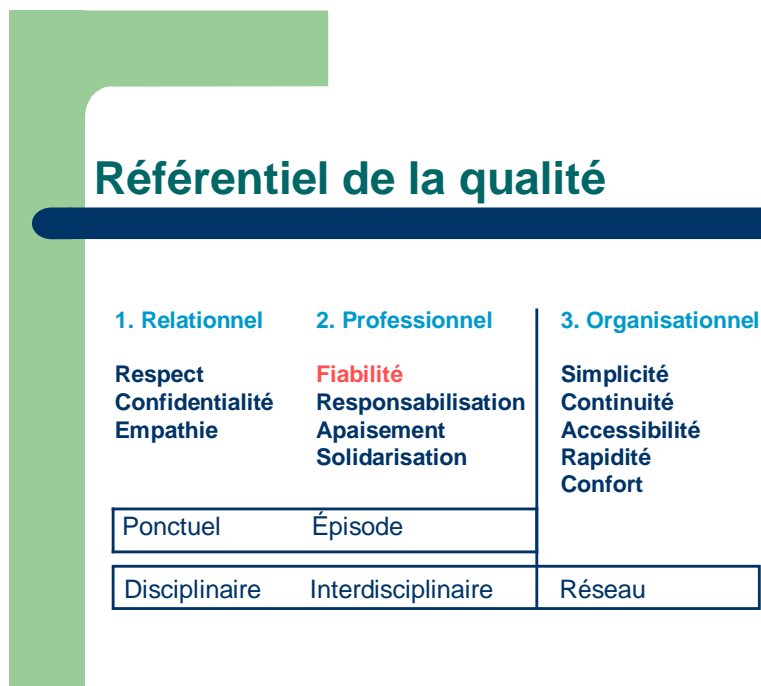 Référentiel de la qualité
1. Relationnel
Respect
Confidentialité
Empathie
2. Professionnel
Fiabilité
Responsabilisation
Apaisement
Solidarisation
3. Organisationnel
Simplicité
Continuité
Accessibilité
Rapidité
Confort
Ponctuel Épisode
Disciplinaire Interdisciplinaire Réseau